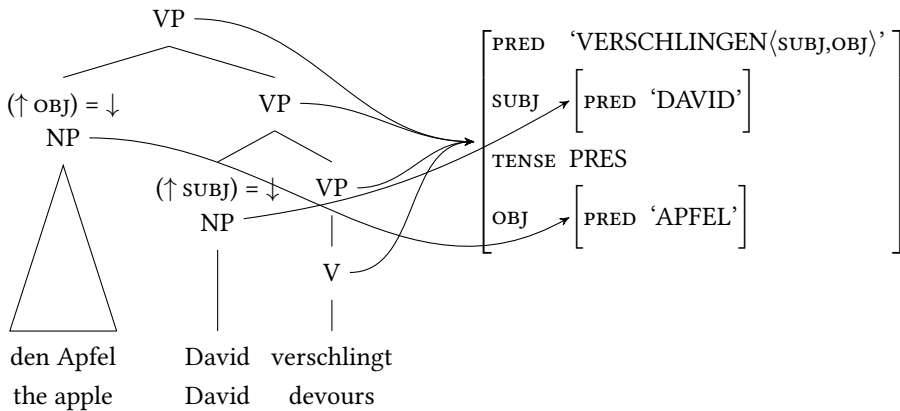 VP
[PRED ‘VERSCHLINGEN⟨SUBJ,OBJ⟩’
(↑ OBJ) = ↓ VP SUBJ [PRED ‘DAVID’]
NP
TENSE PRES
(↑ SUBJ) = ↓ VP
NP OBJ [PRED ‘APFEL’]]
V
den Apfel David verschlingt
the apple David devours